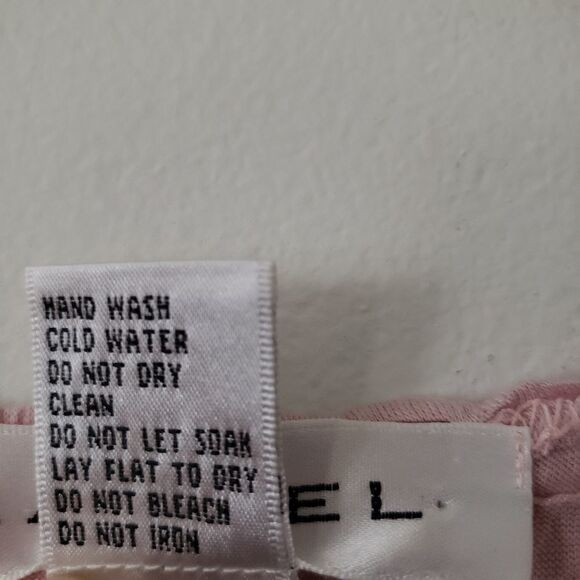 HAND WASH
COLD WATER
DO NOT DRY
CLEAN
DO NOT LET SOAK
LAY FLAT TO DRY
DO NOT BLEACH
DO NOT IRON
EL